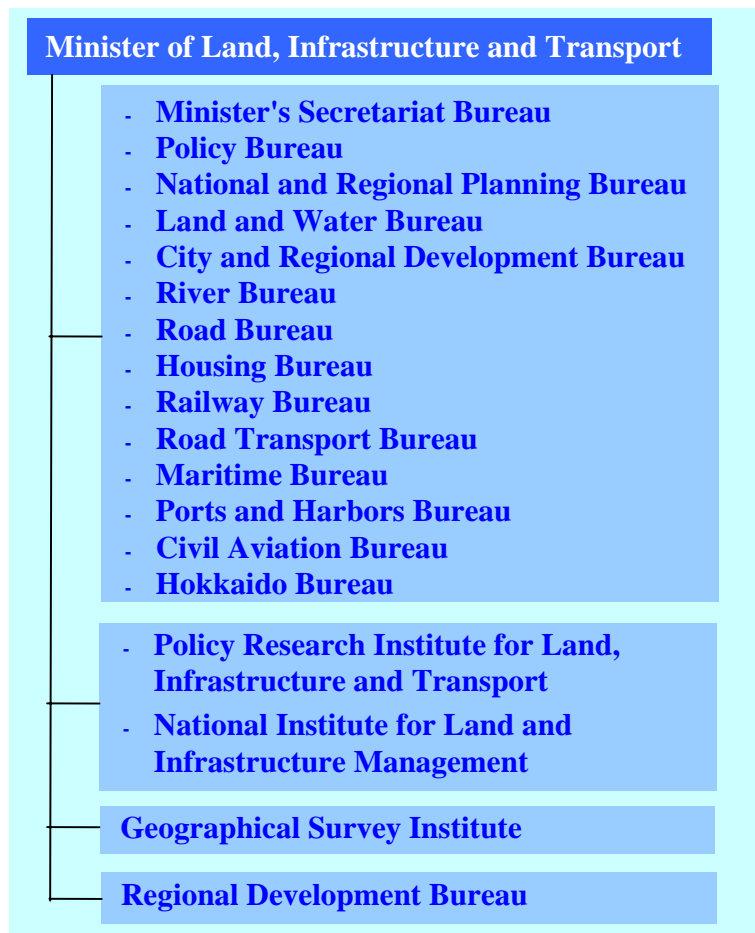 Minister of Land, Infrastructure and Transport
- Minister's Secretariat Bureau
- Policy Bureau
- National and Regional Planning Bureau
- Land and Water Bureau
- City and Regional Development Bureau
- River Bureau
- Road Bureau
- Housing Bureau
- Railway Bureau
- Road Transport Bureau
- Maritime Bureau
- Ports and Harbors Bureau
- Civil Aviation Bureau
- Hokkaido Bureau
- Policy Research Institute for Land,
Infrastructure and Transport
- National Institute for Land and
Infrastructure Management
Geographical Survey Institute
Regional Development Bureau